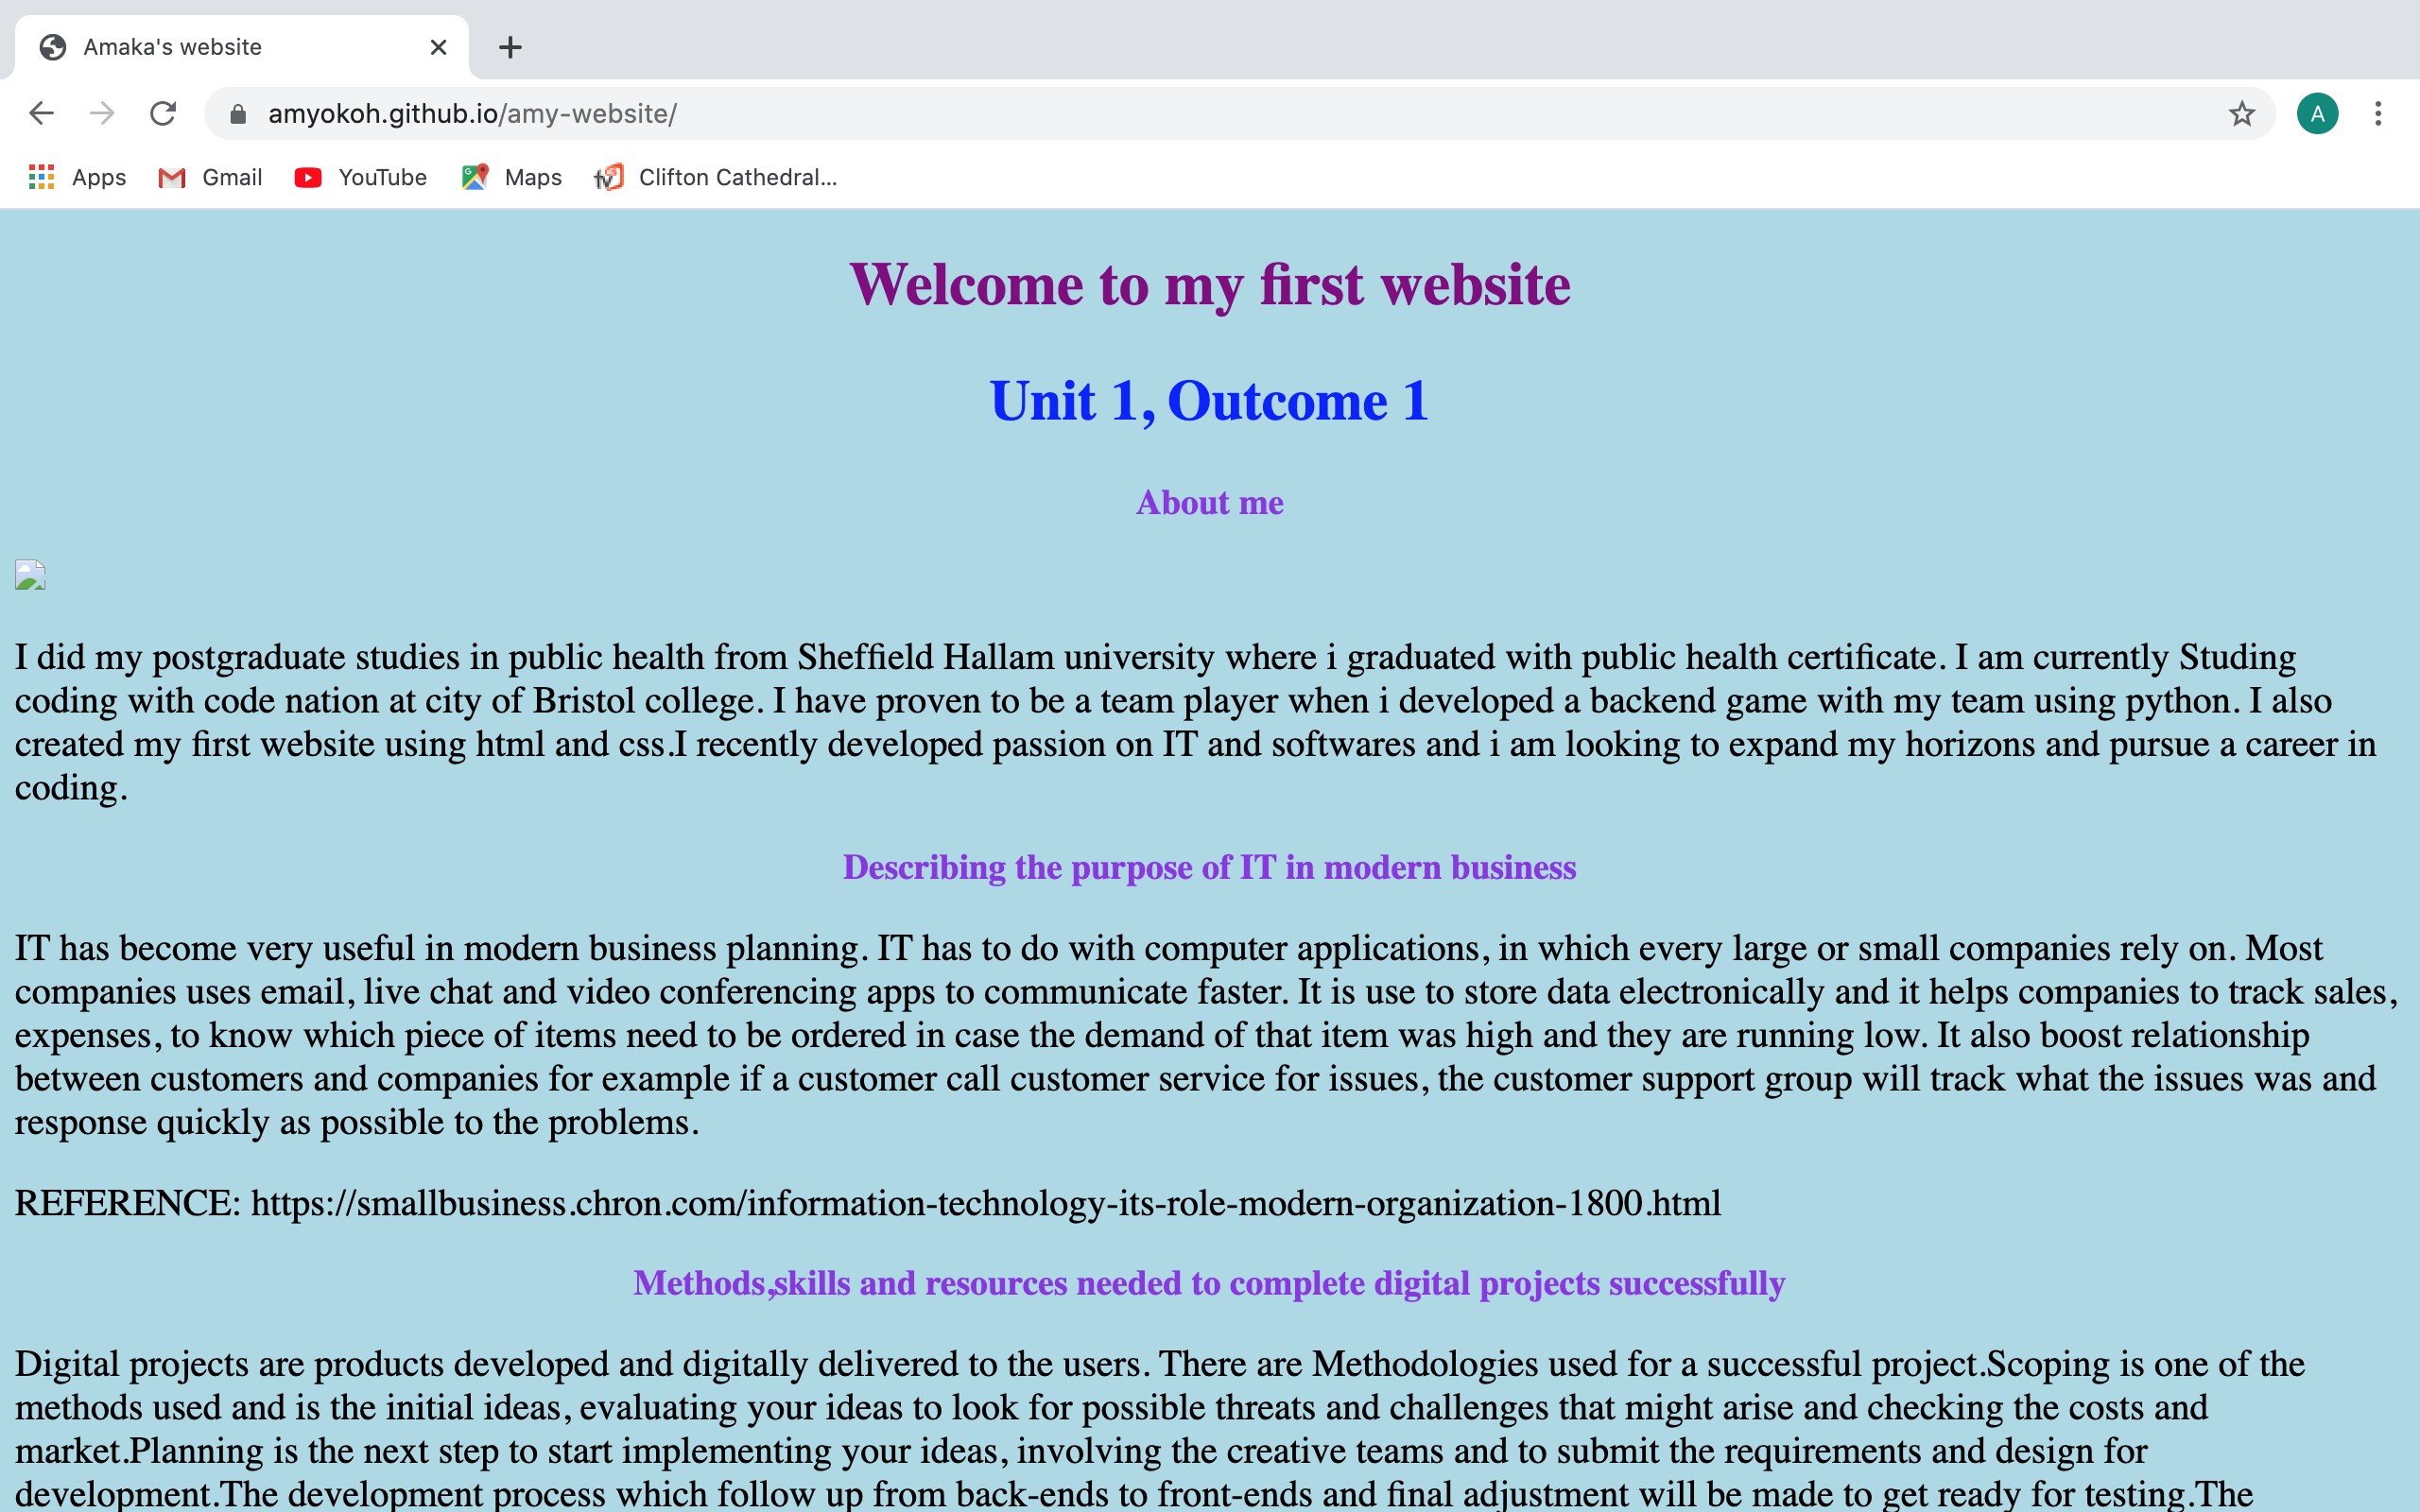 Amaka's website
amyokoh.github.io/amy-website/
A
Apps
Gmail
YouTube
Maps
Clifton Cathedral...
Welcome to my first website
Unit 1, Outcome 1
About me
I did my postgraduate studies in public health from Sheffield Hallam university where i graduated with public health certificate. I am currently Studing
coding with code nation at city of Bristol college. I have proven to be a team player when i developed a backend game with my team using python. I also
created my first website using html and css.I recently developed passion on IT and softwares and i am looking to expand my horizons and pursue a career in
coding.
Describing the purpose of IT in modern business
IT has become very useful in modern business planning. IT has to do with computer applications, in which every large or small companies rely on. Most
companies uses email, live chat and video conferencing apps to communicate faster. It is use to store data electronically and it helps companies to track sales,
expenses, to know which piece of items need to be ordered in case the demand of that item was high and they are running low. It also boost relationship
between customers and companies for example if a customer call customer service for issues, the customer support group will track what the issues was and
response quickly as possible to the problems.
REFERENCE: https://smallbusiness.chron.com/information-technology-its-role-modern-organization-1800.html
Methods,skills and resources needed to complete digital projects successfully
Digital projects are products developed and digitally delivered to the users. There are Methodologies used for a successful project.Scoping is one of the
methods used and is the initial ideas, evaluating your ideas to look for possible threats and challenges that might arise and checking the costs and
market.Planning is the next step to start implementing your ideas, involving the creative teams and to submit the requirements and design for
development.The development process which follow up from back-ends to front-ends and final adjustment will be made to get ready for testing.The